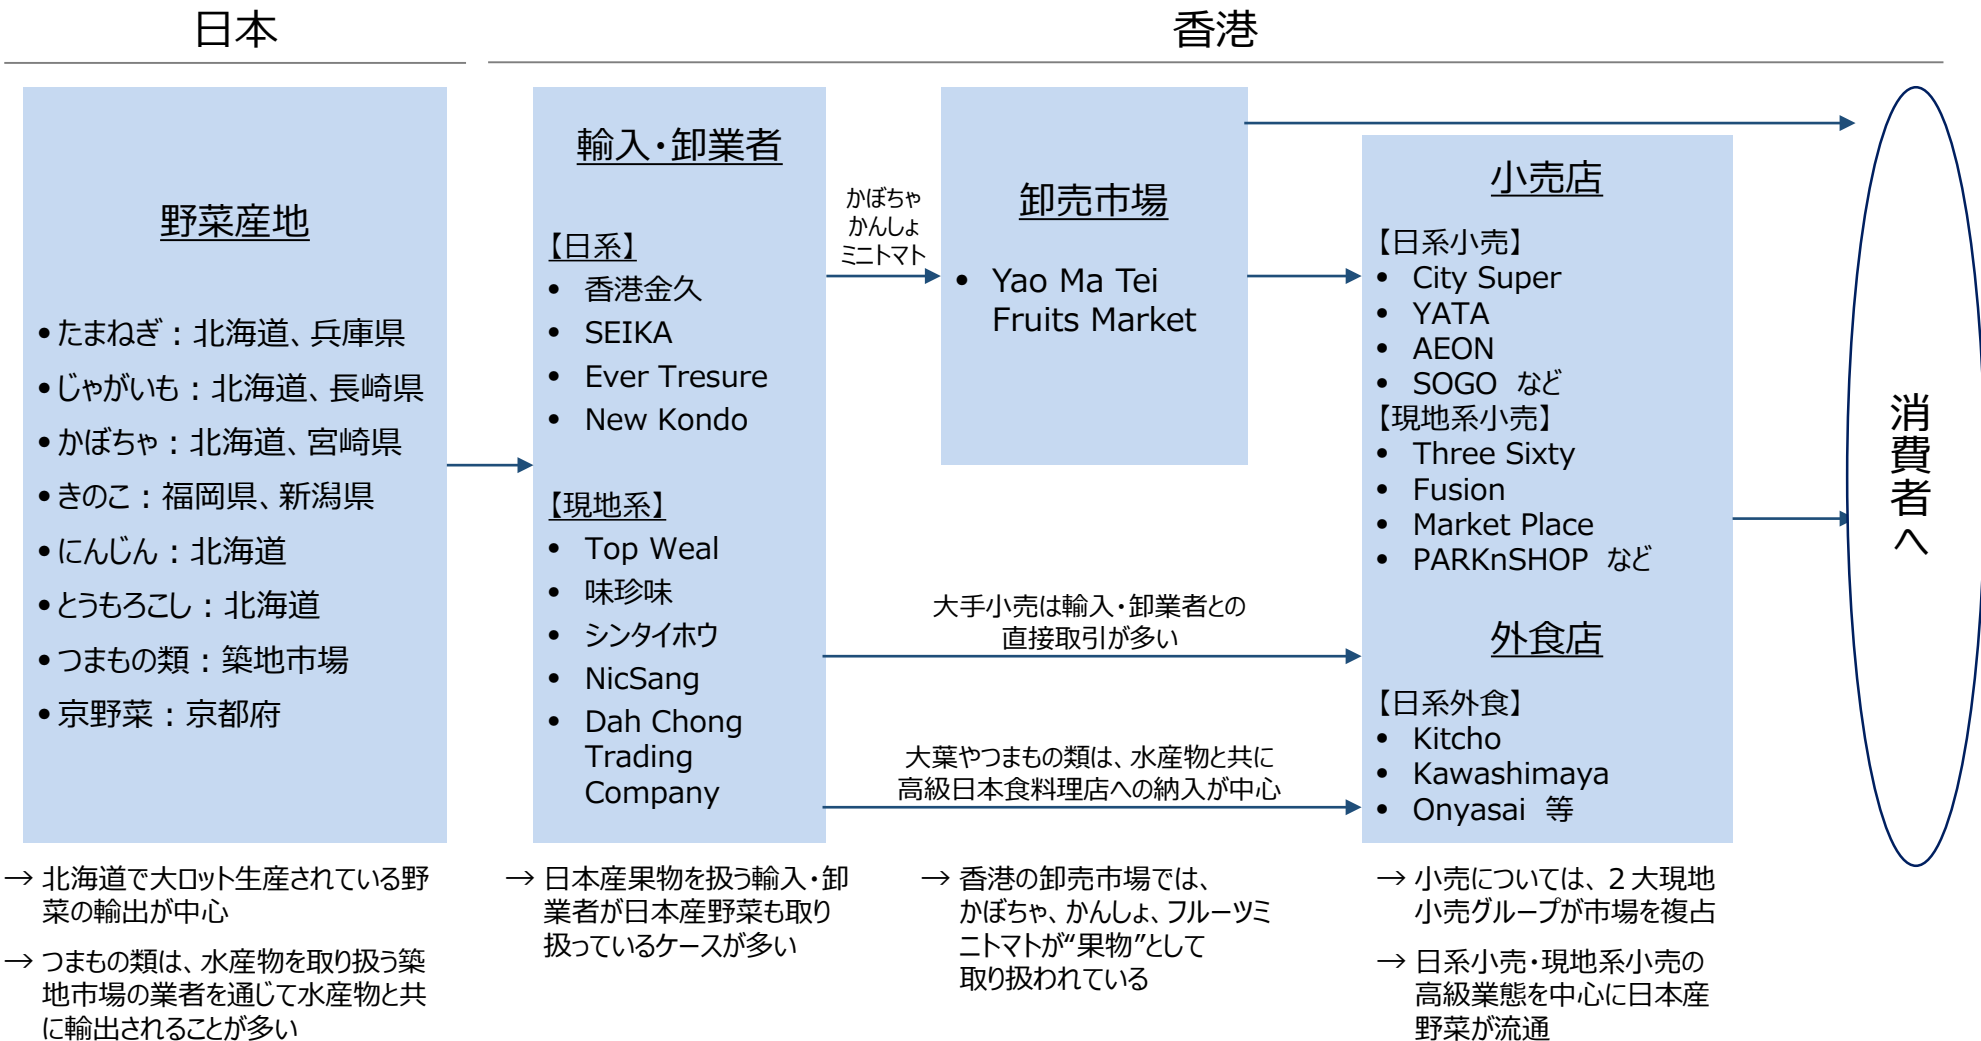 日本
香港
野菜産地
• たまねぎ：北海道、兵庫県
• じゃがいも：北海道、長崎県
• かぼちゃ：北海道、宮崎県
• きのこ：福岡県、新潟県
• にんじん：北海道
• とうもろこし：北海道
• つまもの類：築地市場
• 京野菜：京都府
輸入・卸業者
【日系】
• 香港金久
• SEIKA
• Ever Tresure
• New Kondo
【現地系】
• Top Weal
• 味珍味
• シンタイホウ
• NicSang
• Dah Chong
Trading
Company
かぼちゃ
かんしょ
ミニトマト
卸売市場
• Yao Ma Tei
Fruits Market
大手小売は輸入・卸業者との
直接取引が多い
大葉やつまもの類は、水産物と共に
高級日本食料理店への納入が中心
小売店
【日系小売】
• City Super
• YATA
• AEON
• SOGO など
【現地系小売】
• Three Sixty
• Fusion
• Market Place
• PARKnSHOP など
外食店
【日系外食】
• Kitcho
• Kawashimaya
• Onyasai 等
消費者へ
→ 北海道で大ロット生産されている野
菜の輸出が中心
→ つまもの類は、水産物を取り扱う築
地市場の業者を通じて水産物と共
に輸出されることが多い
→ 日本産果物を扱う輸入・卸
業者が日本産野菜も取り
扱っているケースが多い
→ 香港の卸売市場では、
かぼちゃ、かんしょ、フルーツミ
ニトマトが“果物”として
取り扱われている
→ 小売については、2大現地
小売グループが市場を複占
→ 日系小売・現地系小売の
高級業態を中心に日本産
野菜が流通